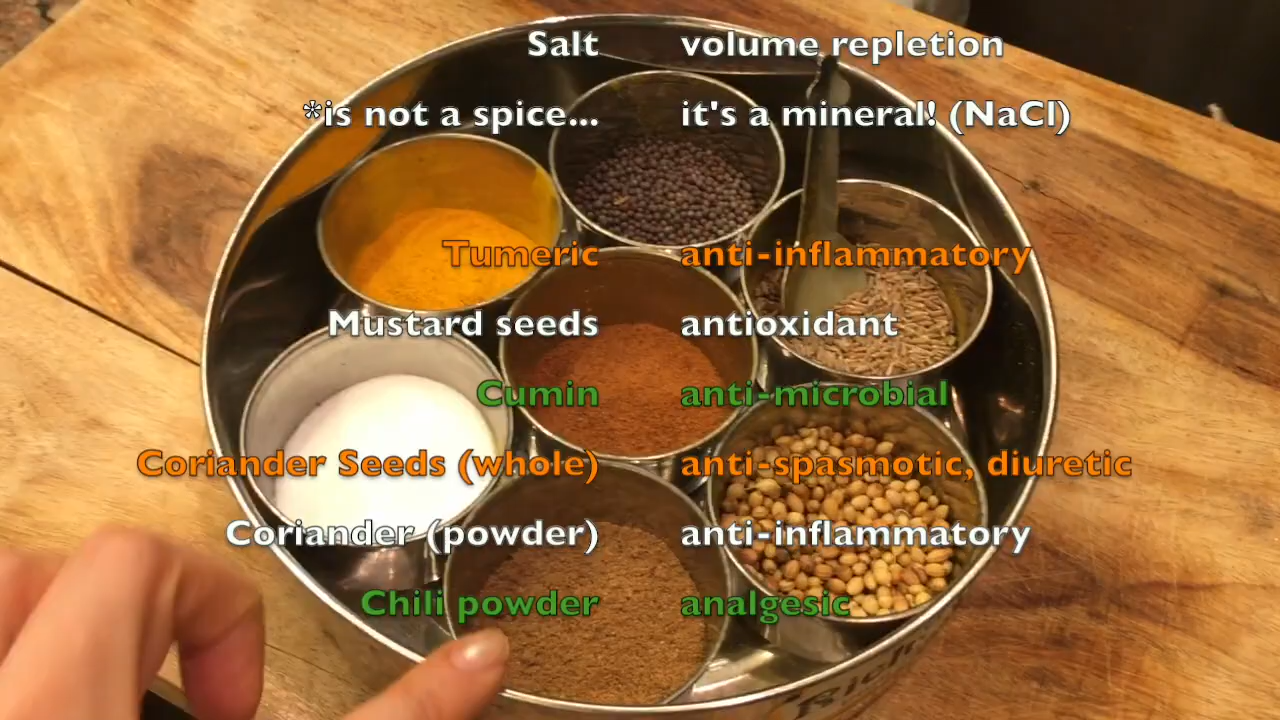 Salt volume repletion
*is not a spice... it's a mineral! (NaCl)
Tumeric anti-inflammatory
Mustard seeds antioxidant
Cumin anti-microbial
Coriander Seeds (whole) anti-spasmotic, diuretic
Coriander (powder) anti-inflammatory
Chili powder analgesic